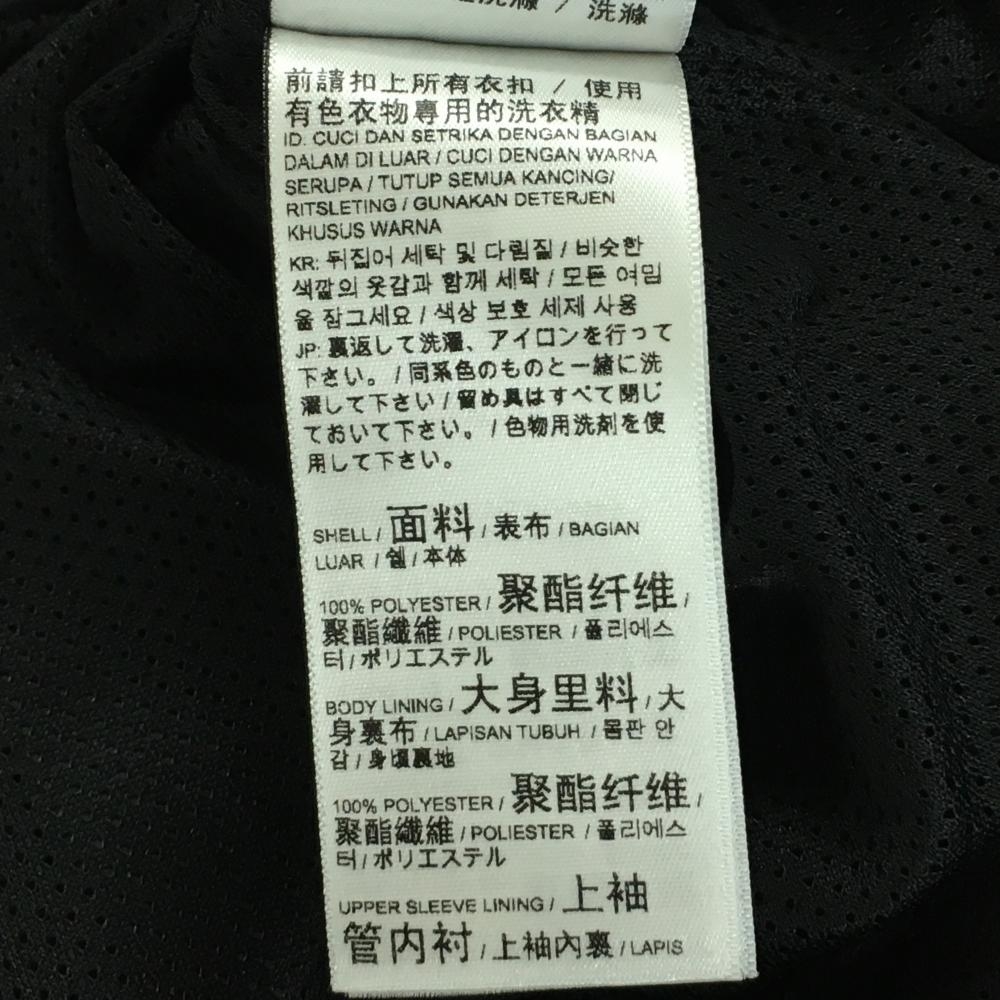 洗滌 / 洗滌
前請扣上所有衣扣 / 使用
有色衣物專用的洗衣精
ID. CUCI DAN SETRIKA DENGAN BAGIAN
DALAM DI LUAR / CUCI DENGAN WARNA
SERUPA / TUTUP SEMUA KANCING/
RITSLETING / GUNAKAN DETERJEN
KHUSUS WARNA
KR: 뒤집어 세탁 및 다림질 / 비슷한
색깔의 옷감과 함께 세탁 / 모든 여밈
을 잠그세요 / 색상 보호 세제 사용
JP: 裏返して洗濯、アイロンを行って
下さい。 / 同系色のものと一緒に洗
濯して下さい / 留め具はすべて閉じ
ておいて下さい。 / 色物用洗剤を使
用して下さい。
SHELL / 面料 / 表布 / BAGIAN
LUAR / 쉘 / 本体
100% POLYESTER / 聚酯纤维 /
聚酯纖維 / POLIESTER / 폴리에스
터 / ポリエステル
BODY LINING / 大身里料 / 大
身裏布 / LAPISAN TUBUH / 몸판 안
감 / 身頃裏地
100% POLYESTER / 聚酯纤维 /
聚酯纖維 / POLIESTER / 폴리에스
터 / ポリエステル
UPPER SLEEVE LINING / 上袖
管内衬 / 上袖內裏 / LAPIS